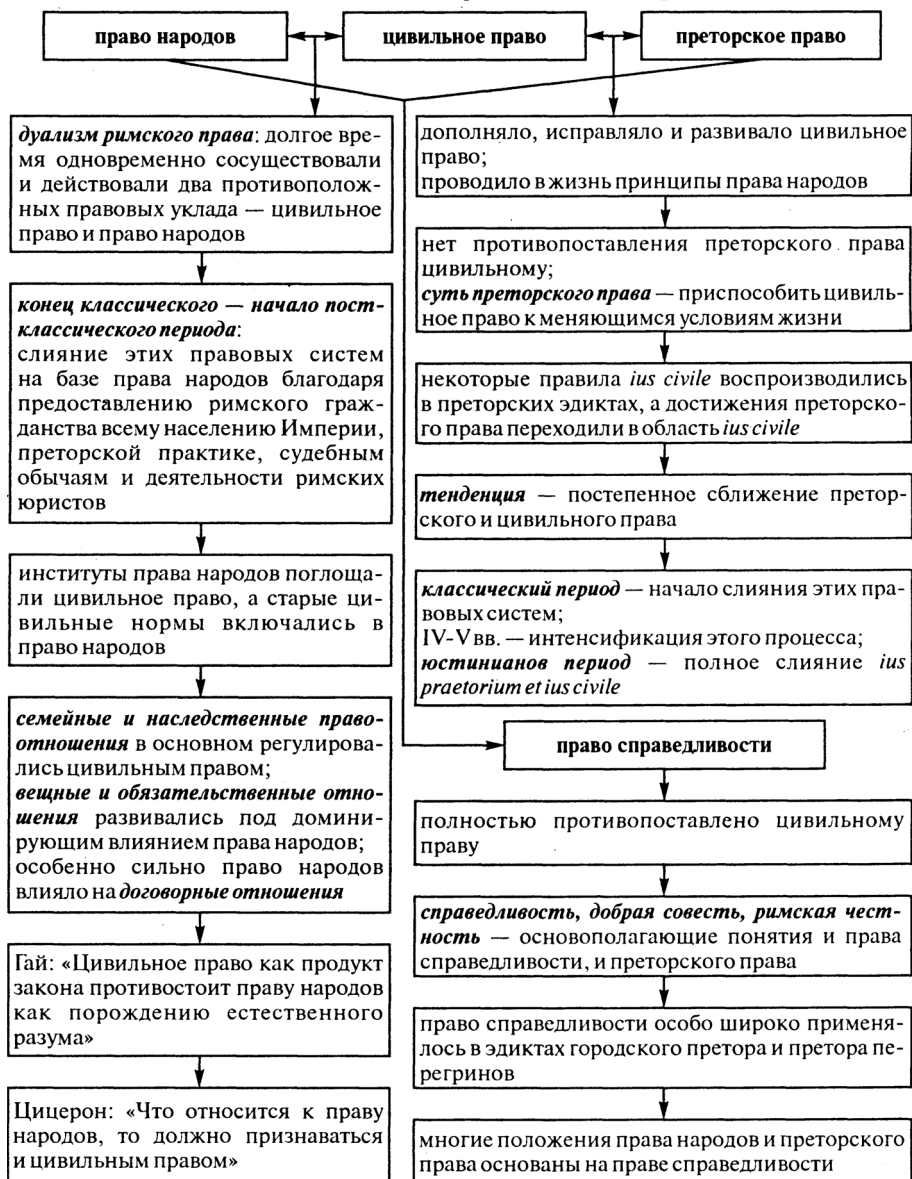 право народов
цивильное право
преторское право
дуализм римского права: долгое вре-
мя одновременно сосуществовали
и действовали два противополож-
ных правовых уклада — цивильное
право и право народов
конец классического — начало пост-
классического периода:
слияние этих правовых систем
на базе права народов благодаря
предоставлению римского граж-
данства всему населению Империи,
преторской практике, судебным
обычаям и деятельности римских
юристов
институты права народов поглоща-
ли цивильное право, а старые ци-
вильные нормы включались в
право народов
семейные и наследственные право-
отношения в основном регулирова-
лись цивильным правом;
вещные и обязательственные отно-
шения развивались под домини-
рующим влиянием права народов;
особенно сильно право народов
влияло на договорные отношения
Гай: «Цивильное право как продукт
закона противостоит праву народов
как порождению естественного
разума»
Цицерон: «Что относится к праву
народов, то должно признаваться
и цивильным правом»
дополняло, исправляло и развивало цивильное
право;
проводило в жизнь принципы права народов
нет противопоставления преторского права
цивильному;
суть преторского права — приспособить цивиль-
ное право к меняющимся условиям жизни
некоторые правила ius civile воспроизводились
в преторских эдиктах, а достижения преторско-
го права переходили в область ius civile
тенденция — постепенное сближение претор-
ского и цивильного права
классический период — начало слияния этих пра-
вовых систем;
IV-V вв. — интенсификация этого процесса;
юстинианов период — полное слияние ius
praetorium et ius civile
право справедливости
полностью противопоставлено цивильному
праву
справедливость, добрая совесть, римская чест-
ность — основополагающие понятия и права
справедливости, и преторского права
право справедливости особо широко применя-
лось в эдиктах городского претора и претора пе-
регринов
многие положения права народов и преторского
права основаны на праве справедливости